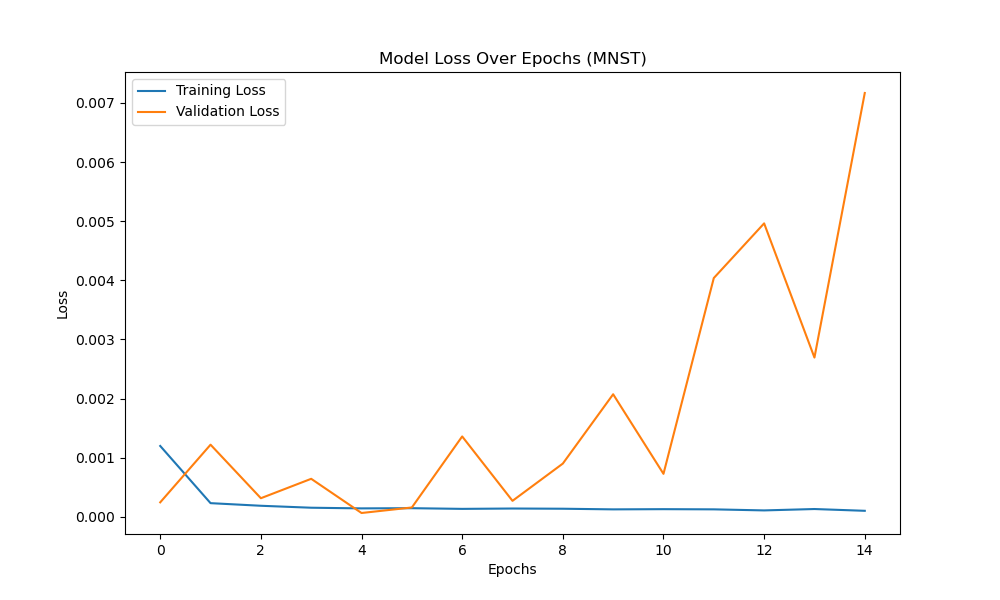 Model Loss Over Epochs (MNST)
Training Loss
Validation Loss
0.007
0.006
0.005
0.004
0.003
0.002
0.001
0.000
Loss
0 2 4 6 8 10 12 14
Epochs